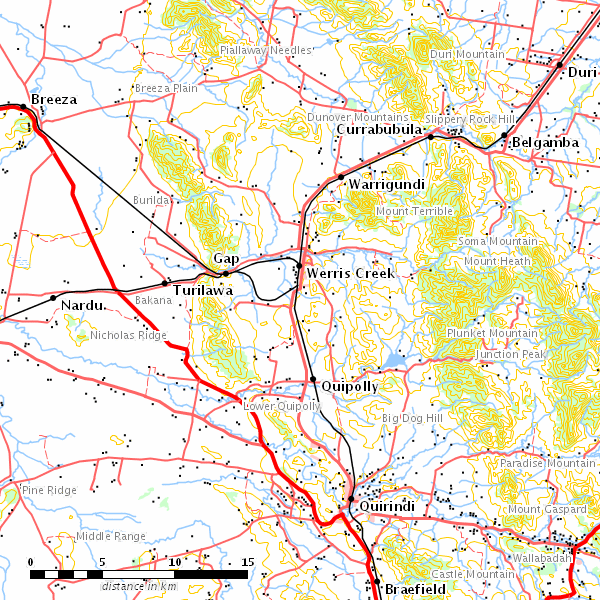 Piallaway Needles
Duri Mountain
Duri
Breeza
Breeza Plain
Dunover Mountains
Slippery Rock Hill
Currabubula
Belgamba
Warrigundi
Burilda
Mount Terrible
Soma Mountain
Gap
Mount Heath
Werris Creek
Turilawa
Bakana
Nardu
Nicholas Ridge
Plunket Mountain
Junction Peak
Quipolly
Lower Quipolly
Big Dog Hill
Paradise Mountain
Pine Ridge
Quirindi
Mount Gaspard
Middle Range
Wallabadah
0 5 10 15
Castle Mountain
distance in km
Braefield